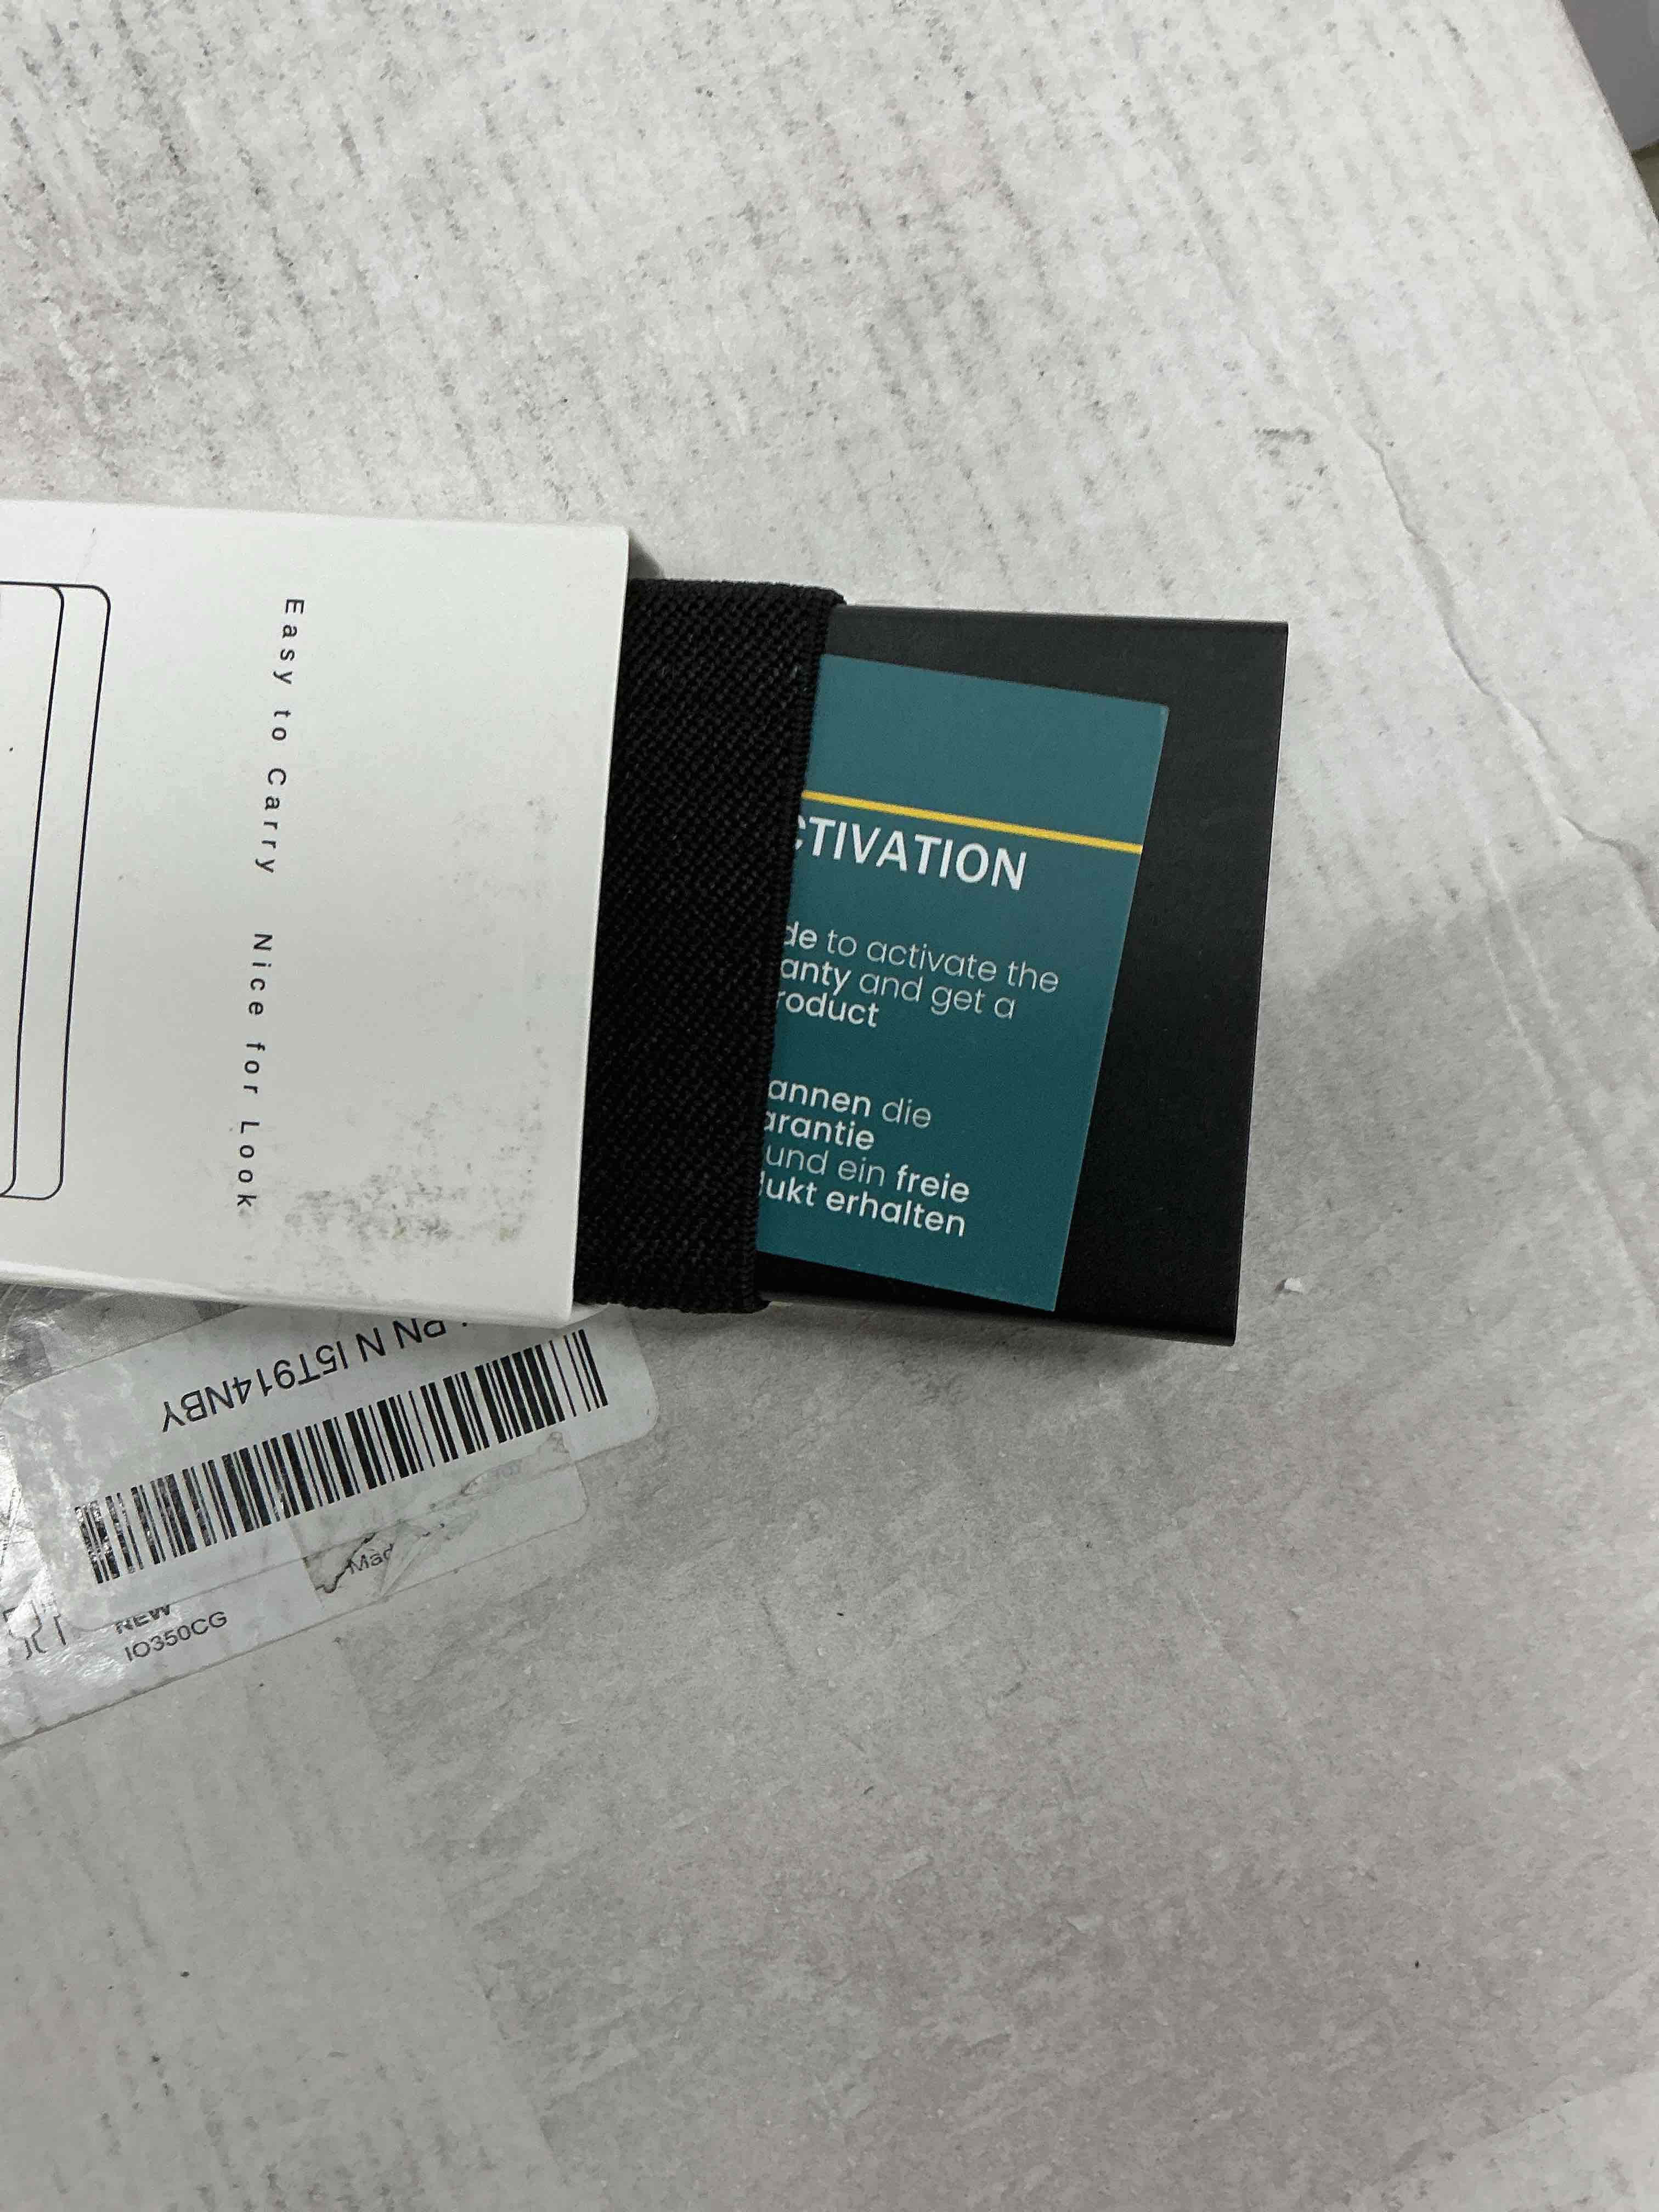 Easy to Carry Nice for Look
CTIVATION
de to activate the
anty and get a
roduct
annen die
arantie
und ein freie
dukt erhalten
I5T914NBY
Mad
NEW
IO350CG